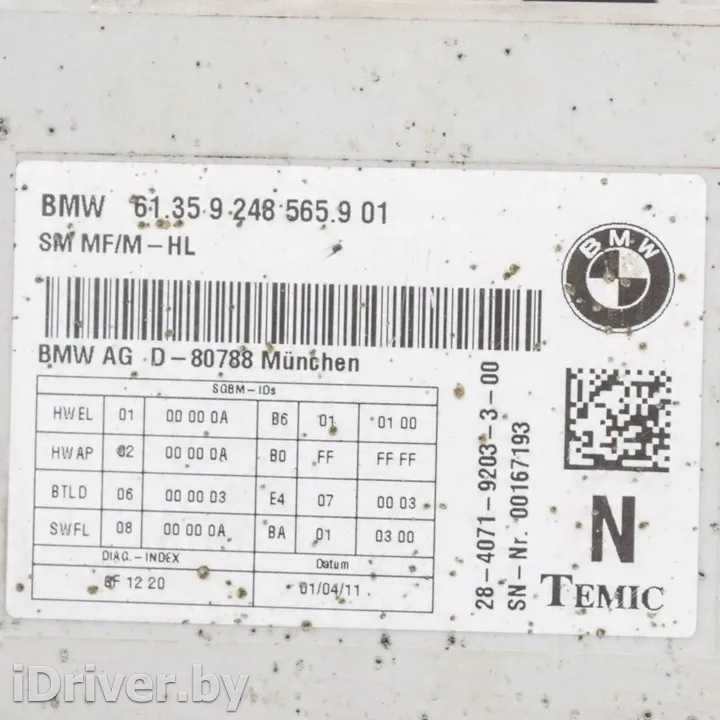 BMW 61.35 9 248 565.9 01
SM MF/M-HL
BMW
BMW AG D-80788 München
SGBM-IDs
HWEL 01 00 00 0A B6 01 01 00
HWAP 02 00 00 0A B0 FF FF FF
BTLD 06 00 00 03 E4 07 00 03
SWFL 08 00 00 0A BA 01 03 00
DIAG.-INDEX Datum
12 20 01/04/11
28-4071-9203-3-00
SN-Nr. 00167193
N
TEMIC
iDriver.by